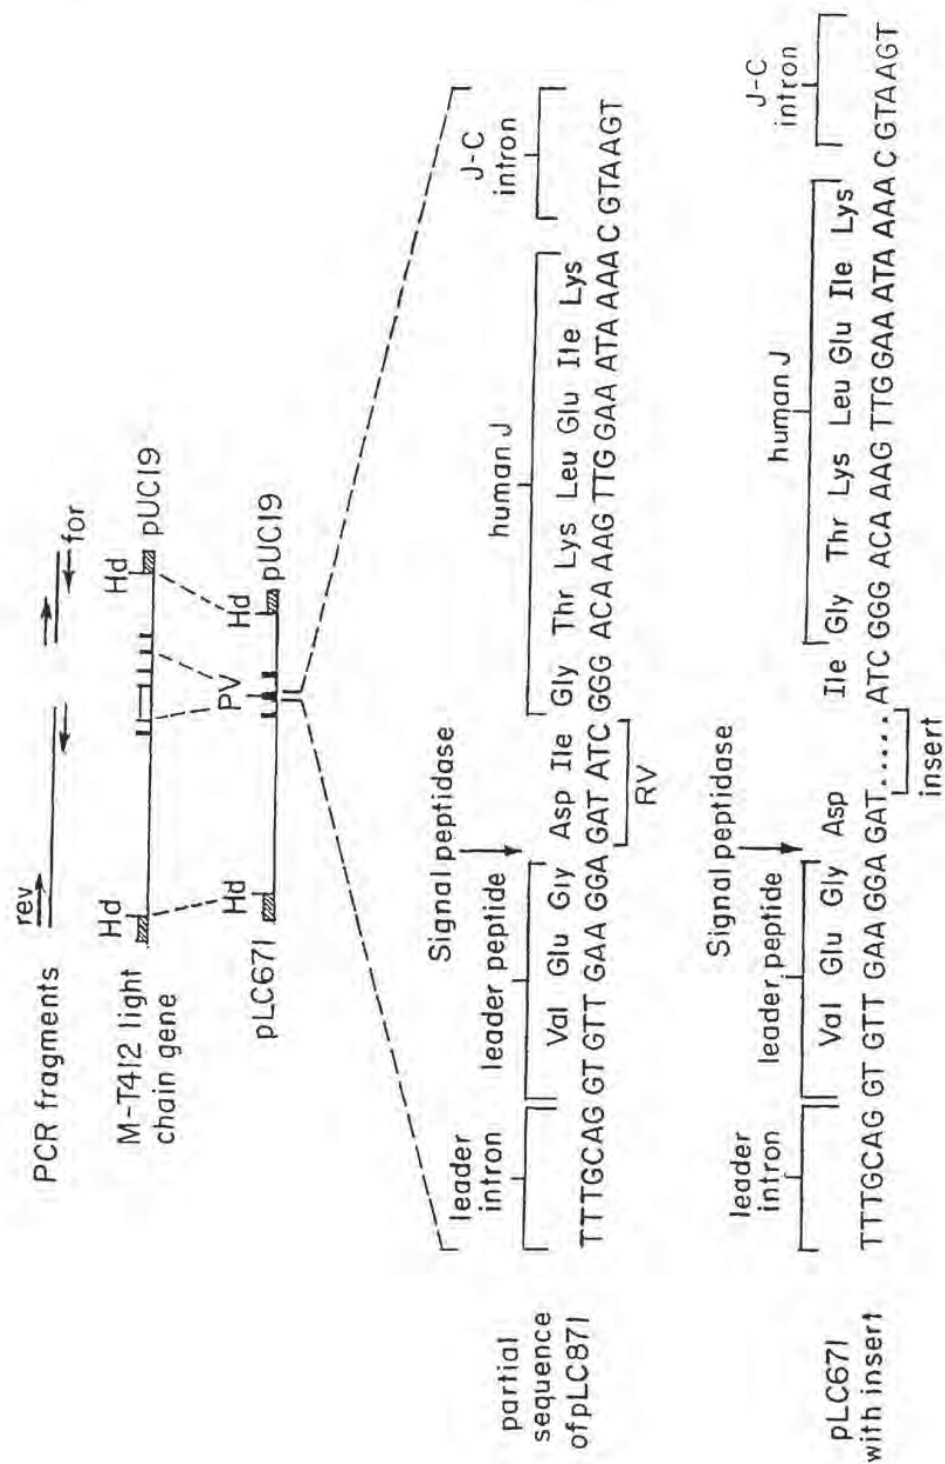 PCR fragments
rev
for
M-T412 light
chain gene
Hd
Hd
pUC19
PV
pLC671
Hd
Hd
pUC19
partial
sequence
of pLC871
leader
intron
leader peptide
Signal peptidase
human J
J-C
intron
Val Glu Gly Asp Ile Gly Thr Lys Leu Glu Ile Lys
TTTGCAG GT GTT GAA GGA GAT ATC GGG ACA AAG TTG GAA ATA AAA C GTAAGT
RV
pLC671
with insert
leader
intron
leader peptide
Signal peptidase
human J
J-C
intron
Val Glu Gly Asp Ile Gly Thr Lys Leu Glu Ile Lys
TTTGCAG GT GTT GAA GGA GAT ..... ATC GGG ACA AAG TTG GAA ATA AAA C GTAAGT
insert